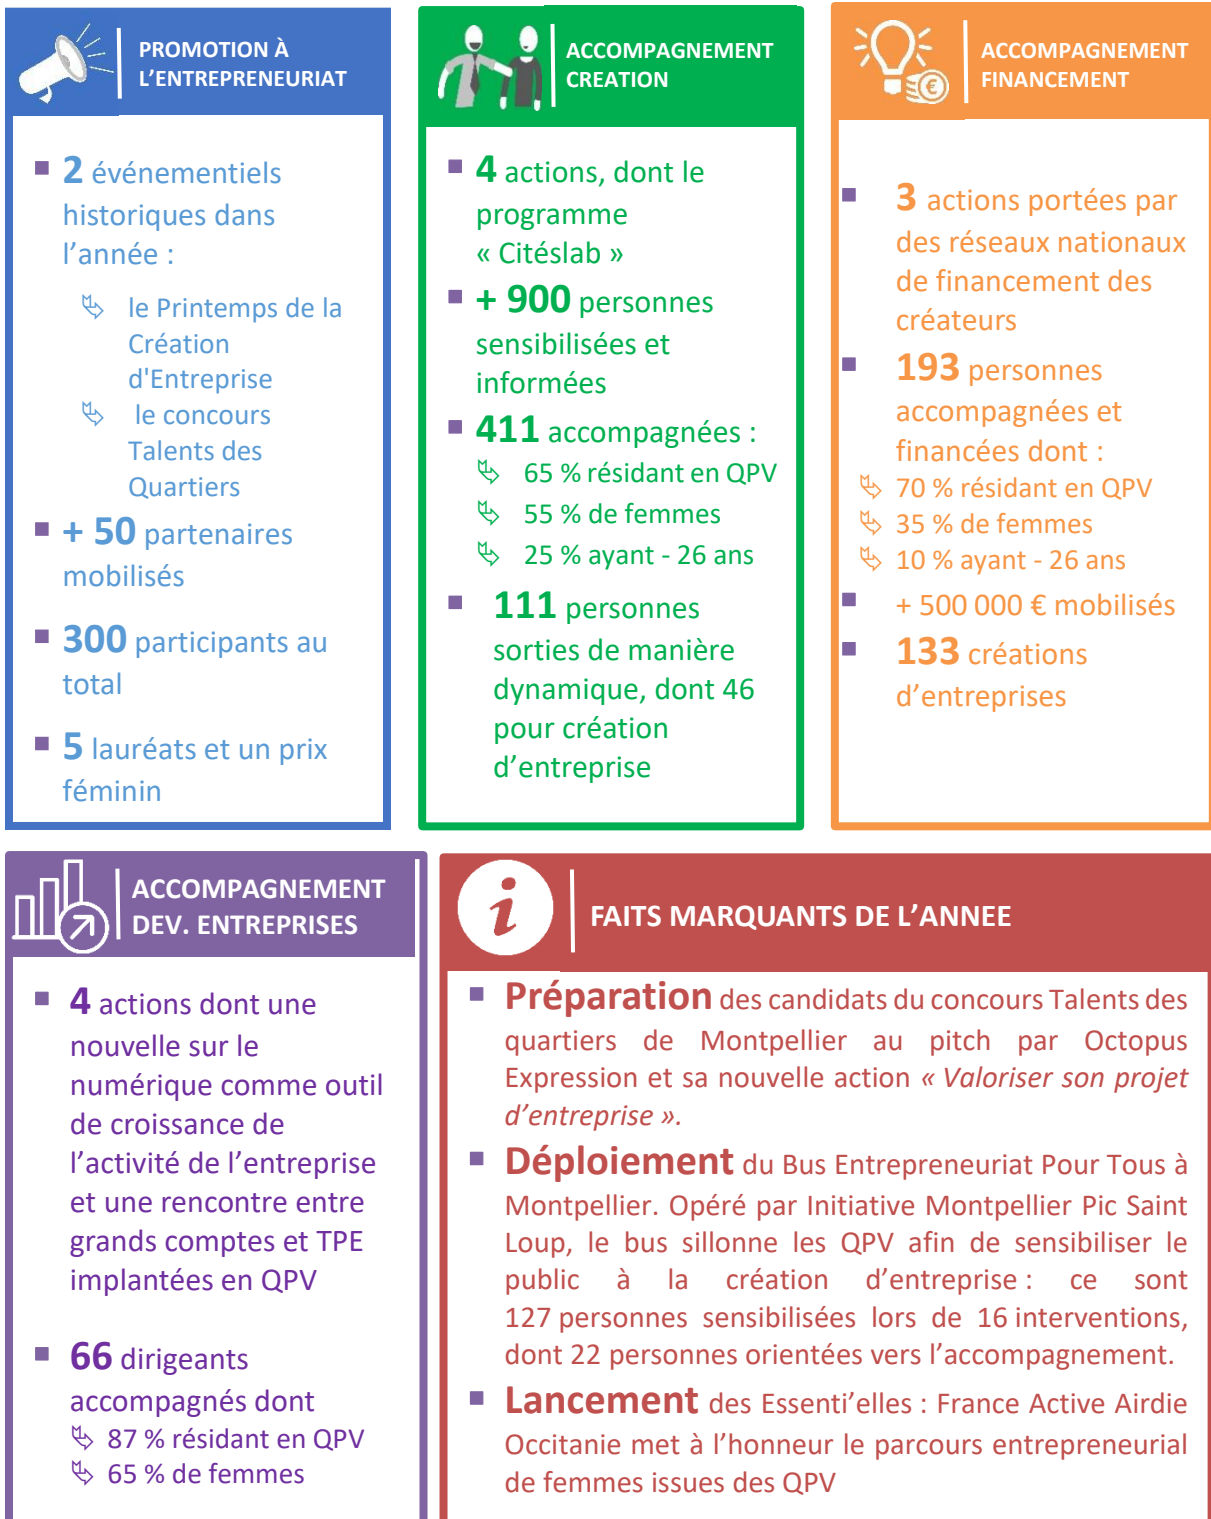 PROMOTION À
L'ENTREPRENEURIAT
▪ 2 événementiels
historiques dans
l'année :
le Printemps de la
Création
d'Entreprise
le concours
Talents des
Quartiers
▪ + 50 partenaires
mobilisés
▪ 300 participants au
total
▪ 5 lauréats et un prix
féminin
ACCOMPAGNEMENT
CREATION
▪ 4 actions, dont le
programme
« Citéslab »
▪ + 900 personnes
sensibilisées et
informées
▪ 411 accompagnées :
65 % résidant en QPV
55 % de femmes
25 % ayant - 26 ans
▪ 111 personnes
sorties de manière
dynamique, dont 46
pour création
d'entreprise
ACCOMPAGNEMENT
FINANCEMENT
▪ 3 actions portées par
des réseaux nationaux
de financement des
créateurs
▪ 193 personnes
accompagnées et
financées dont :
70 % résidant en QPV
35 % de femmes
10 % ayant - 26 ans
▪ + 500 000 € mobilisés
▪ 133 créations
d'entreprises
ACCOMPAGNEMENT
DEV. ENTREPRISES
▪ 4 actions dont une
nouvelle sur le
numérique comme outil
de croissance de
l'activité de l'entreprise
et une rencontre entre
grands comptes et TPE
implantées en QPV
▪ 66 dirigeants
accompagnés dont
87 % résidant en QPV
65 % de femmes
i
FAITS MARQUANTS DE L'ANNEE
▪ Préparation des candidats du concours Talents des
quartiers de Montpellier au pitch par Octopus
Expression et sa nouvelle action « Valoriser son projet
d'entreprise ».
▪ Déploiement du Bus Entrepreneuriat Pour Tous à
Montpellier. Opéré par Initiative Montpellier Pic Saint
Loup, le bus sillonne les QPV afin de sensibiliser le
public à la création d'entreprise : ce sont
127 personnes sensibilisées lors de 16 interventions,
dont 22 personnes orientées vers l'accompagnement.
▪ Lancement des Essenti'elles : France Active Airdie
Occitanie met à l'honneur le parcours entrepreneurial
de femmes issues des QPV